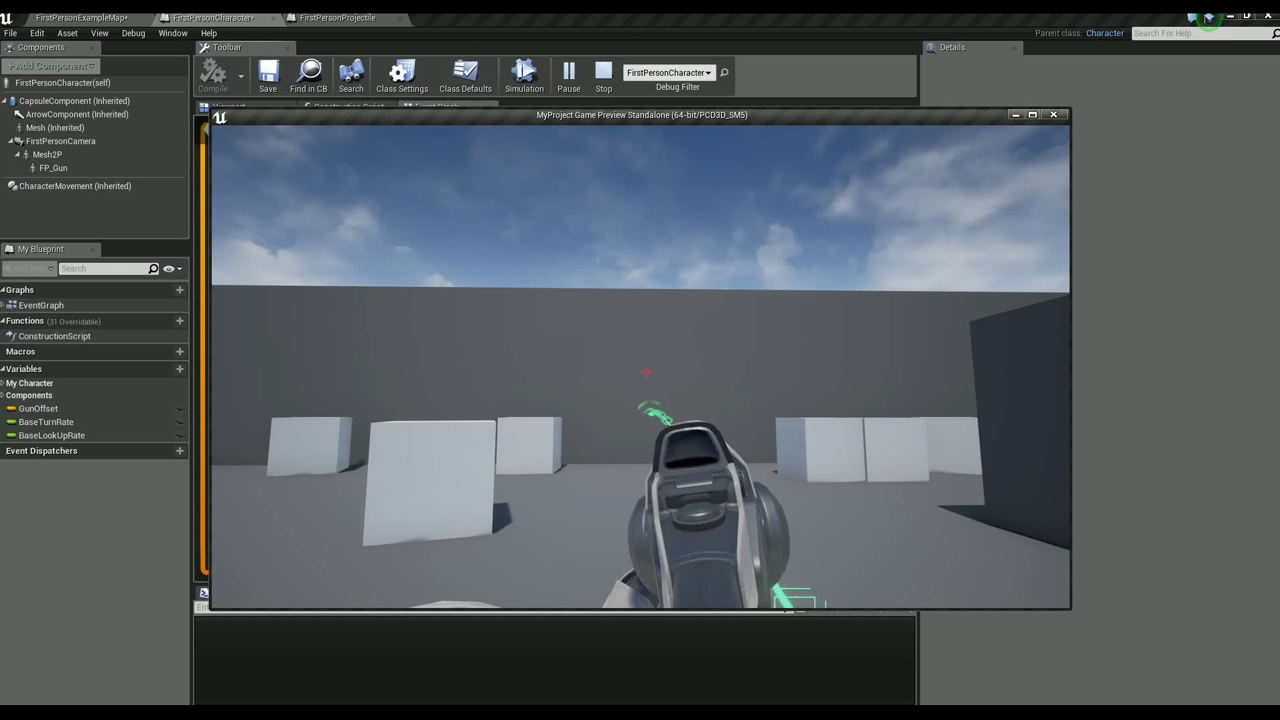 FirstPersonExampleMap*
FirstPersonCharacter*
FirstPersonProjectile
File Edit Asset View Debug Window Help
Parent class: Character
Search For Help
Components
Toolbar
Details
+Add Component
Compile
Save
Find in CB
Search
Class Settings
Class Defaults
Simulation
Pause
Stop
FirstPersonCharacter
Debug Filter
FirstPersonCharacter(self)
CapsuleComponent (Inherited)
ArrowComponent (Inherited)
Mesh (Inherited)
FirstPersonCamera
Mesh2P
FP_Gun
CharacterMovement (Inherited)
MyProject Game Preview Standalone (64-bit/PCD3D_SM5)
My Blueprint
Search
Graphs
EventGraph
Functions (31 Overridable)
ConstructionScript
Macros
Variables
My Character
Components
GunOffset
BaseTurnRate
BaseLookUpRate
Event Dispatchers